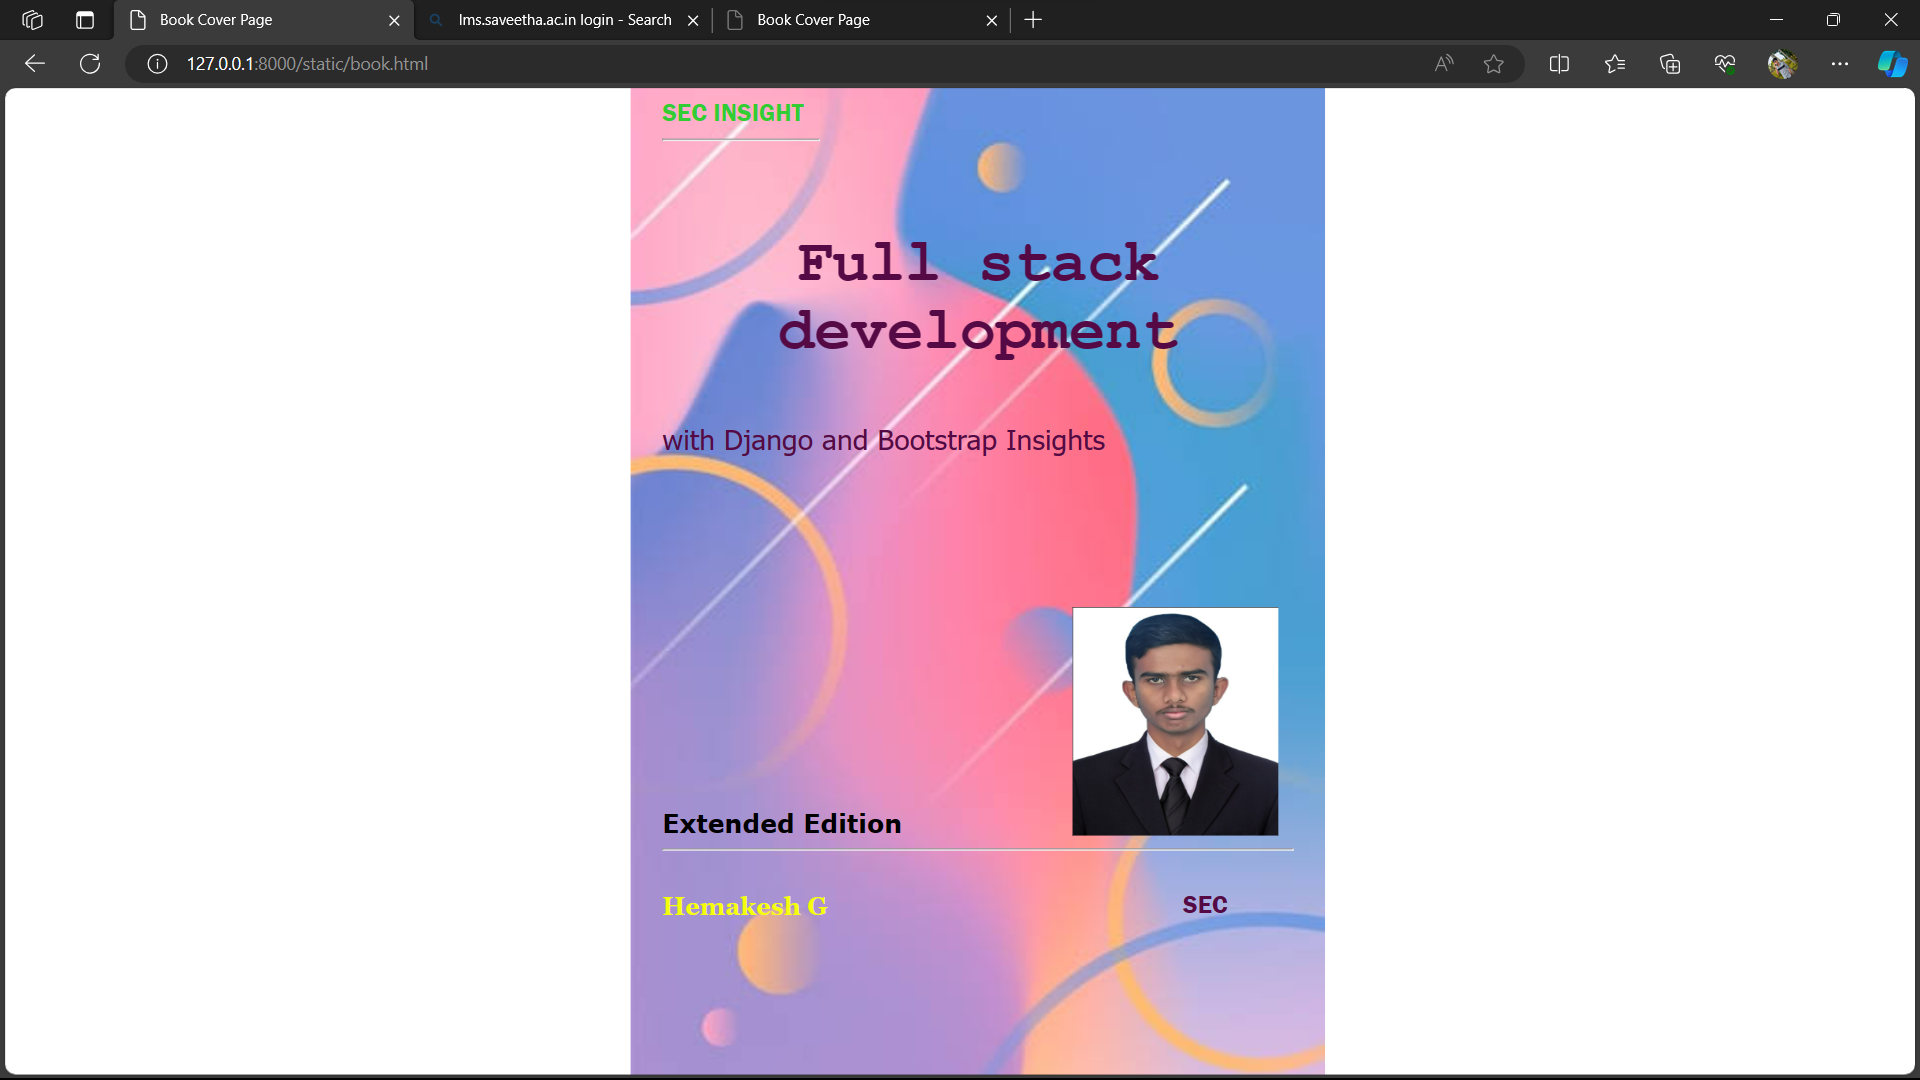 Book Cover Page
lms.saveetha.ac.in login - Search
Book Cover Page
127.0.0.1:8000/static/book.html
SEC INSIGHT
Full stack
development
with Django and Bootstrap Insights
Extended Edition
Hemakesh G
SEC